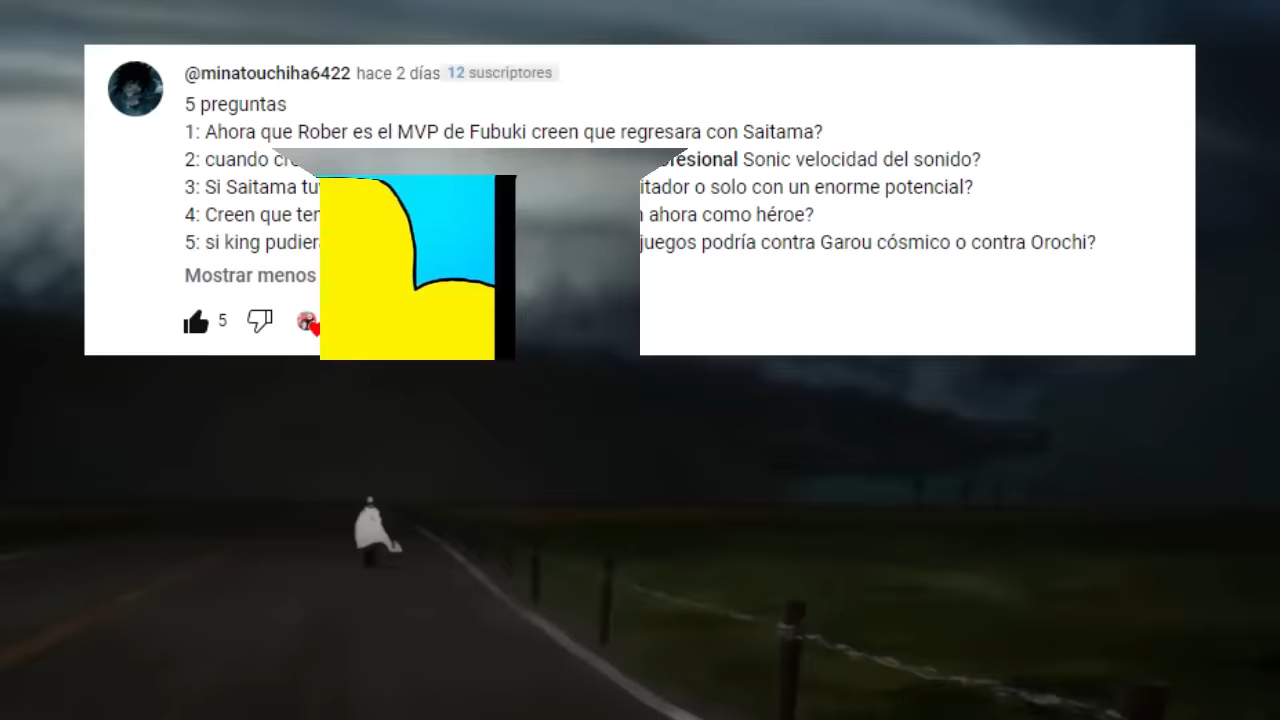 @minatouchiha6422 hace 2 días 12 suscriptores
5 preguntas
1: Ahora que Rober es el MVP de Fubuki creen que regresara con Saitama?
2: cuando Sonic velocidad del sonido?
3: Si Saitama o solo con un enorme potencial?
4: Creen que ahora como héroe?
5: si king juegos podría contra Garou cósmico o contra Orochi?
Mostrar menos
5